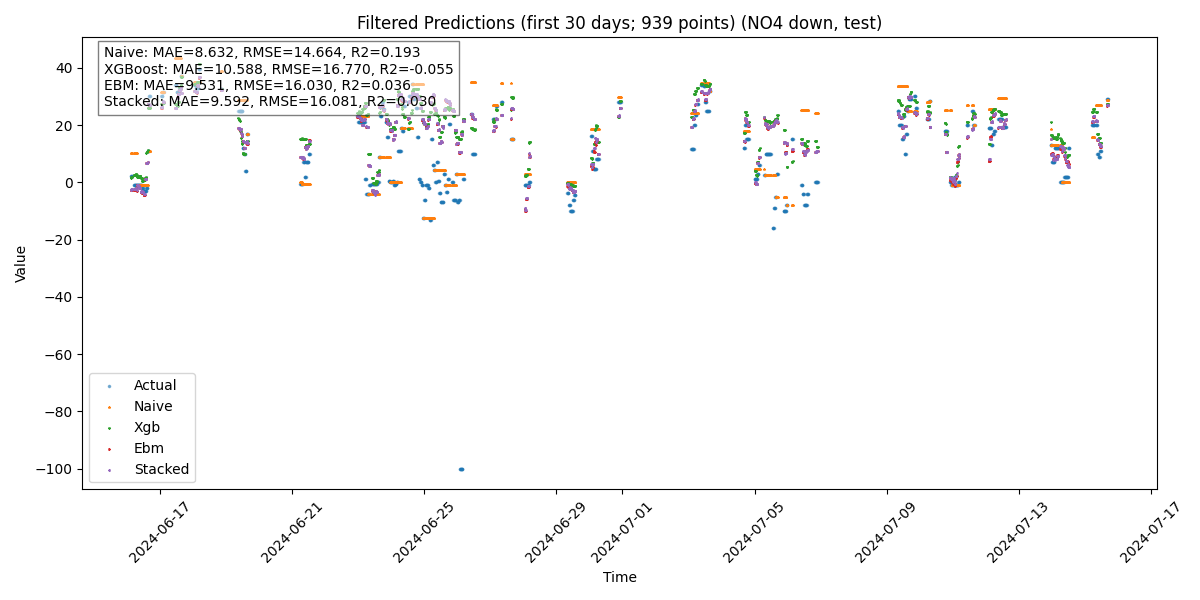 Filtered Predictions (first 30 days; 939 points) (NO4 down, test)
Naive: MAE=8.632, RMSE=14.664, R2=0.193
XGBoost: MAE=10.588, RMSE=16.770, R2=-0.055
EBM: MAE=9.531, RMSE=16.030, R2=0.036
Stacked: MAE=9.592, RMSE=16.081, R2=0.030
40
20
0
−20
−40
−60
−80
−100
Value
Actual
Naive
Xgb
Ebm
Stacked
2024-06-17
2024-06-21
2024-06-25
2024-06-29
2024-07-01
2024-07-05
2024-07-09
2024-07-13
2024-07-17
Time